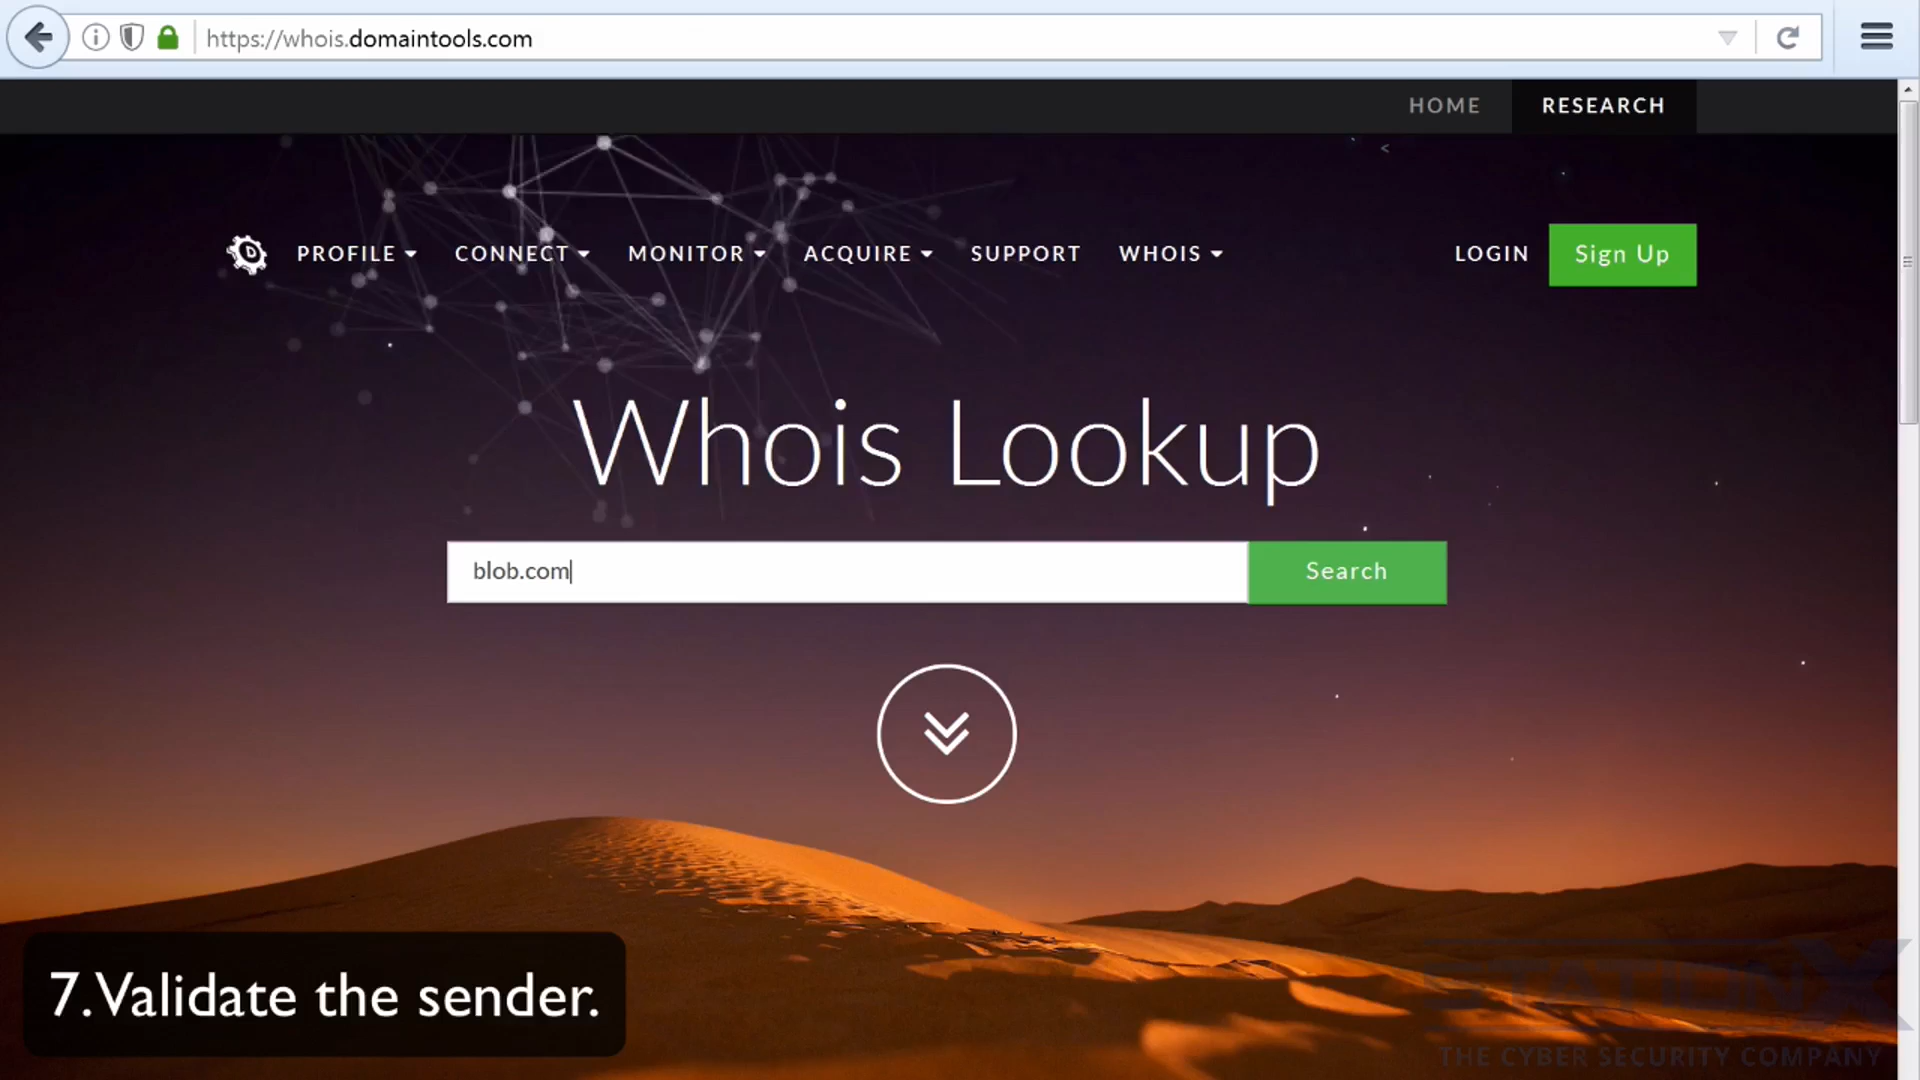 https://whois.domaintools.com
HOME RESEARCH
PROFILE CONNECT MONITOR ACQUIRE SUPPORT WHOIS LOGIN Sign Up
Whois Lookup
blob.com Search
7.Validate the sender.
STATIONX
THE CYBER SECURITY COMPANY